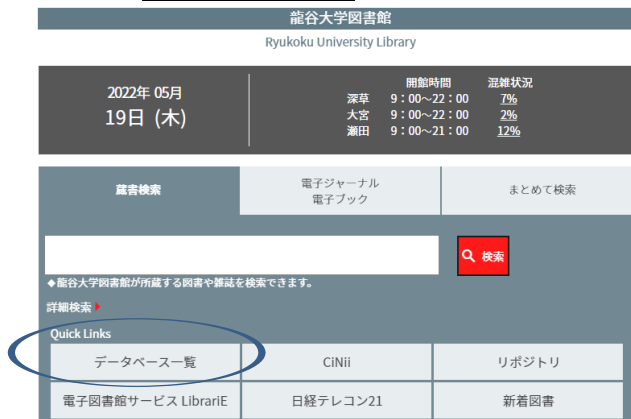 龍谷大学図書館
Ryukoku University Library
2022年 05月
19日 (木)
開館時間 混雑状況
深草 9：00～22：00 7%
大宮 9：00～22：00 2%
瀬田 9：00～21：00 12%
蔵書検索
電子ジャーナル
電子ブック
まとめて検索
検索
◆龍谷大学図書館が所蔵する図書や雑誌を検索できます。
詳細検索
Quick Links
データベース一覧 CiNii リポジトリ
電子図書館サービス LibrariE 日経テレコン21 新着図書